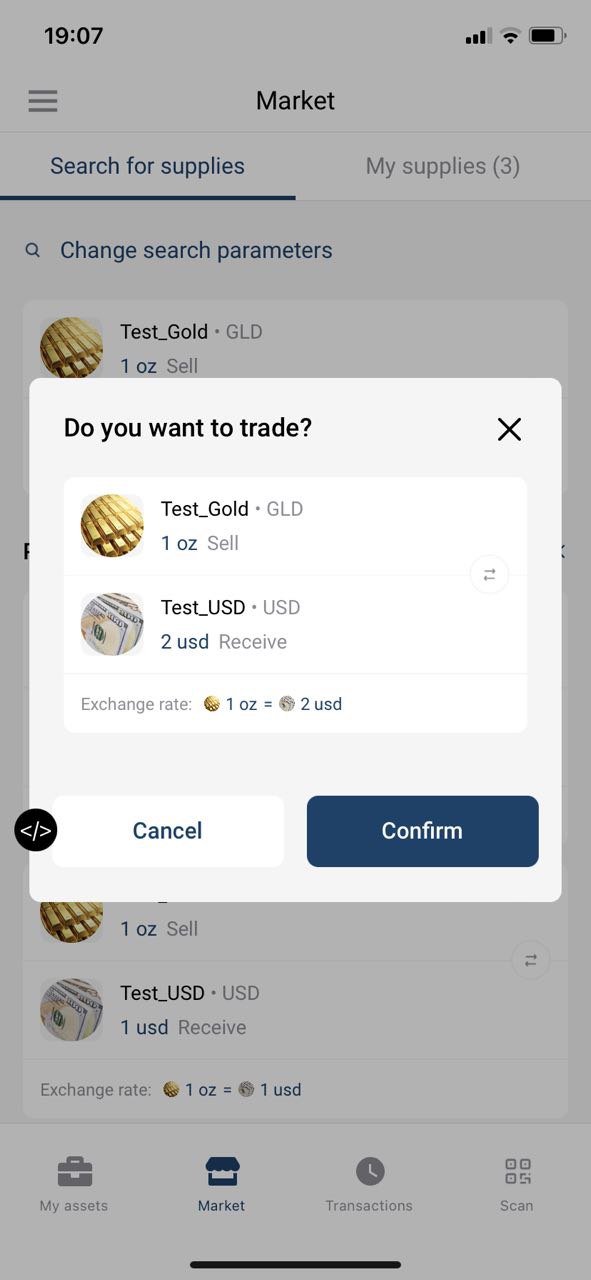 19:07
Market
Search for supplies
My supplies (3)
Change search parameters
Test_Gold • GLD
1 oz Sell
Do you want to trade?
Test_Gold • GLD
1 oz Sell
Test_USD • USD
2 usd Receive
Exchange rate: 1 oz = 2 usd
</>
Cancel
Confirm
1 oz Sell
Test_USD • USD
1 usd Receive
Exchange rate: 1 oz = 1 usd
My assets
Market
Transactions
Scan